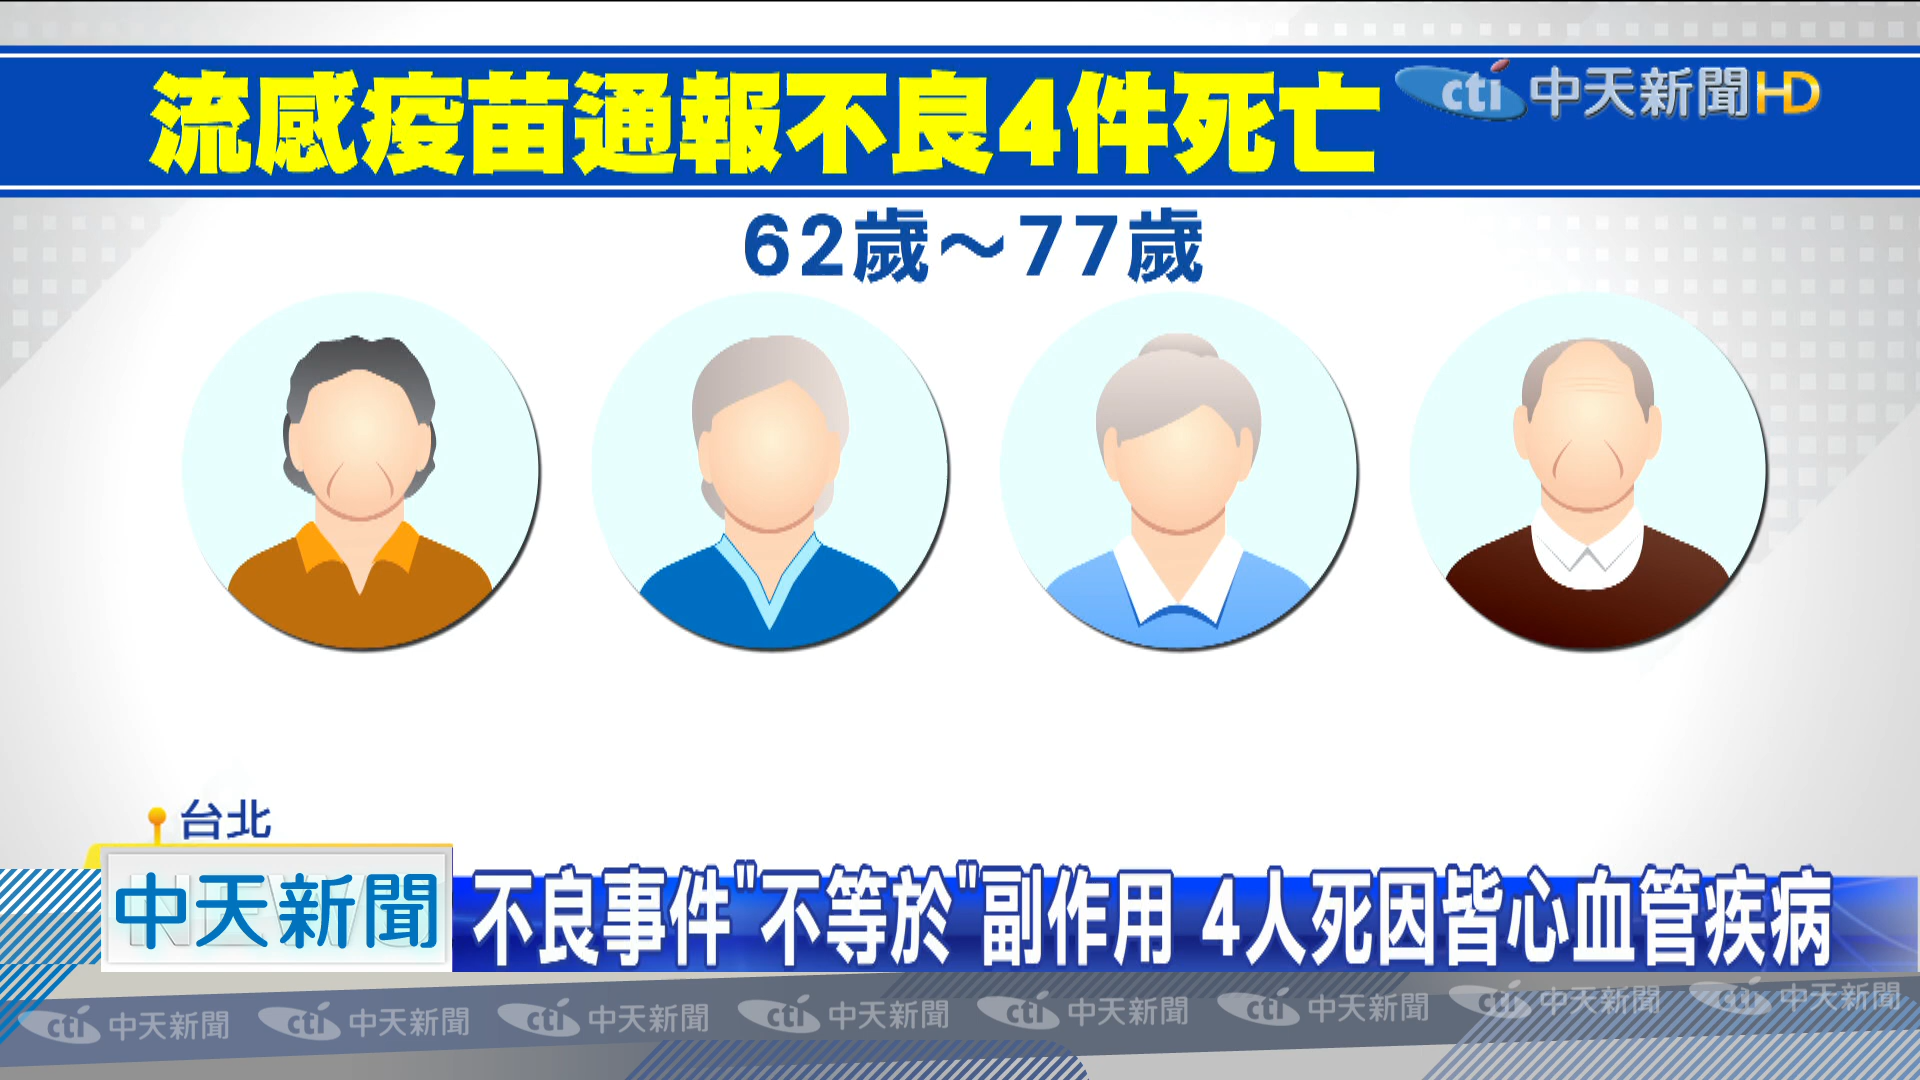 流感疫苗通報不良4件死亡
cti 中天新聞HD
62歲～77歲
台北
中天新聞
不良事件"不等於"副作用 4人死因皆心血管疾病
cti 中天新聞 cti 中天新聞 cti 中天新聞 cti 中天新聞 cti 中天新聞 cti 中天新聞 cti 中天新聞 cti 中天新聞